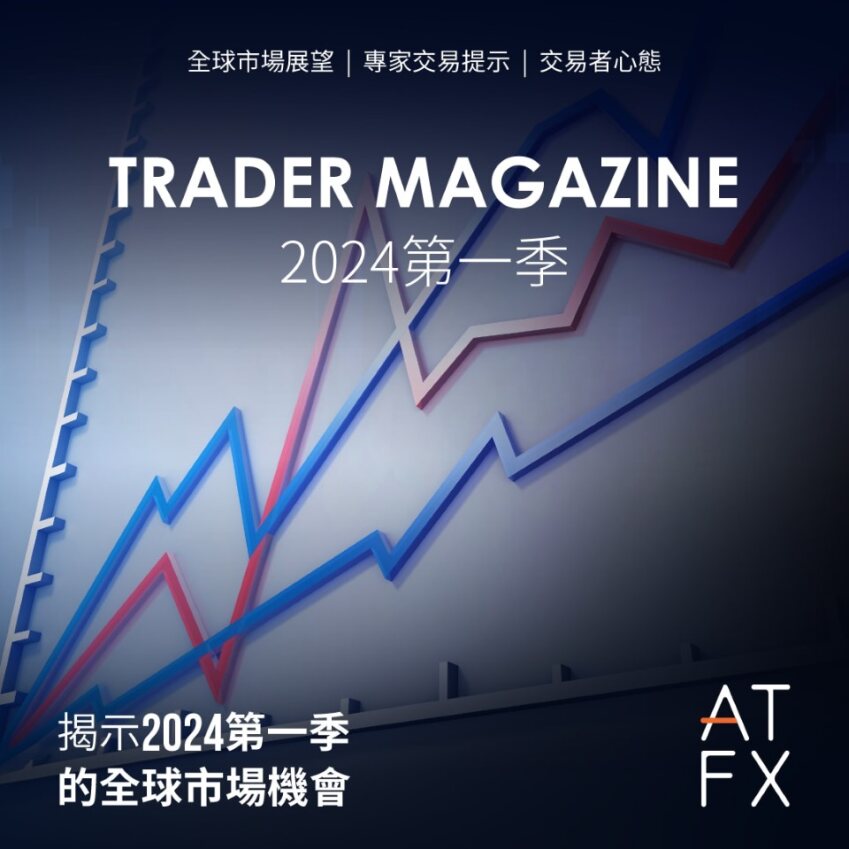 全球市場展望 | 專家交易提示 | 交易者心態
TRADER MAGAZINE
2024第一季
揭示2024第一季
的全球市場機會
AT
FX